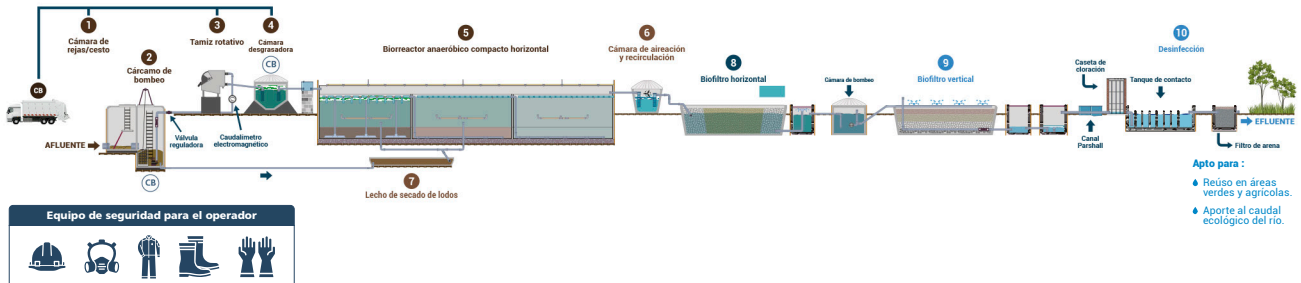 1
Cámara de
rejas/cesto
2
Cárcamo de
bombeo
3
Tamiz rotativo
4
Cámara
desgrasadora
CB
5
Biorreactor anaeróbico compacto horizontal
6
Cámara de aireación
y recirculación
8
Biofiltro horizontal
Cámara de bombeo
9
Biofiltro vertical
10
Desinfección
Caseta de
cloración
Tanque de contacto
CB
AFLUENTE
Válvula
reguladora
Caudalímetro
electromagnético
CB
7
Lecho de secado de lodos
Canal
Parshall
EFLUENTE
Filtro de arena
Apto para :
Reúso en áreas
verdes y agrícolas.
Aporte al caudal
ecológico del río.
Equipo de seguridad para el operador